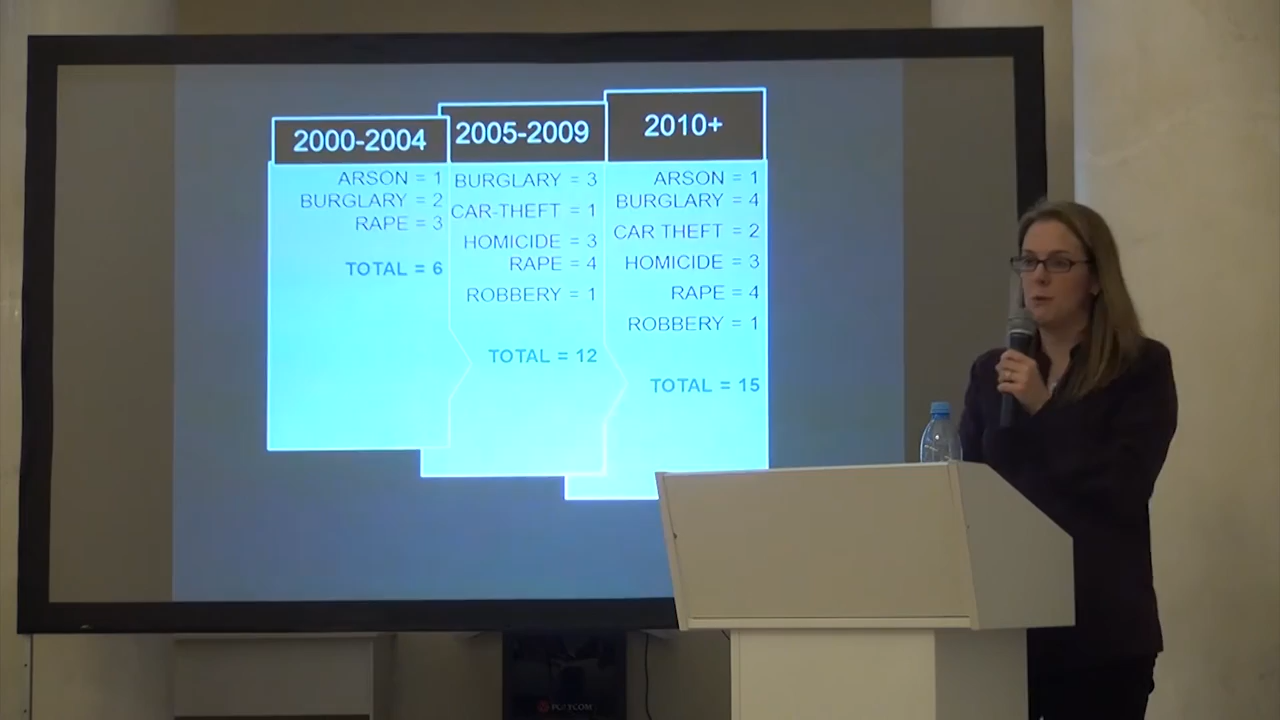 2000-2004
ARSON = 1
BURGLARY = 2
RAPE = 3
TOTAL = 6
2005-2009
BURGLARY = 3
CAR-THEFT = 1
HOMICIDE = 3
RAPE = 4
ROBBERY = 1
TOTAL = 12
2010+
ARSON = 1
BURGLARY = 4
CAR THEFT = 2
HOMICIDE = 3
RAPE = 4
ROBBERY = 1
TOTAL = 15